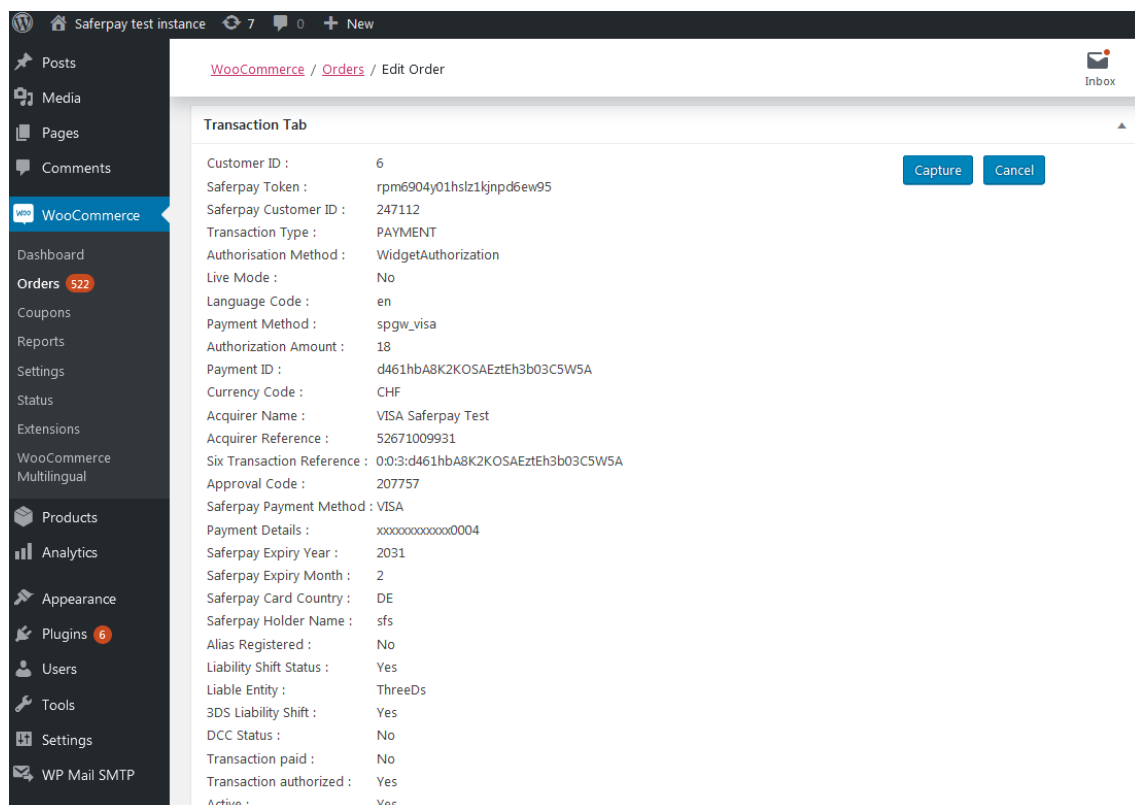 Saferpay test instance 7 0 + New
Posts
Media
Pages
Comments
WooCommerce
Dashboard
Orders 522
Coupons
Reports
Settings
Status
Extensions
WooCommerce
Multilingual
Products
Analytics
Appearance
Plugins 6
Users
Tools
Settings
WP Mail SMTP
WooCommerce / Orders / Edit Order
Inbox
Transaction Tab
Capture Cancel
Customer ID : 6
Saferpay Token : rpm6904y01hslz1kjnpd6ew95
Saferpay Customer ID : 247112
Transaction Type : PAYMENT
Authorisation Method : WidgetAuthorization
Live Mode : No
Language Code : en
Payment Method : spgw_visa
Authorization Amount : 18
Payment ID : d461hbA8K2KOSAEztEh3b03C5W5A
Currency Code : CHF
Acquirer Name : VISA Saferpay Test
Acquirer Reference : 52671009931
Six Transaction Reference : 0:0:3:d461hbA8K2KOSAEztEh3b03C5W5A
Approval Code : 207757
Saferpay Payment Method : VISA
Payment Details : xxxxxxxxxxxx0004
Saferpay Expiry Year : 2031
Saferpay Expiry Month : 2
Saferpay Card Country : DE
Saferpay Holder Name : sfs
Alias Registered : No
Liability Shift Status : Yes
Liable Entity : ThreeDs
3DS Liability Shift : Yes
DCC Status : No
Transaction paid : No
Transaction authorized : Yes
Active : Yes